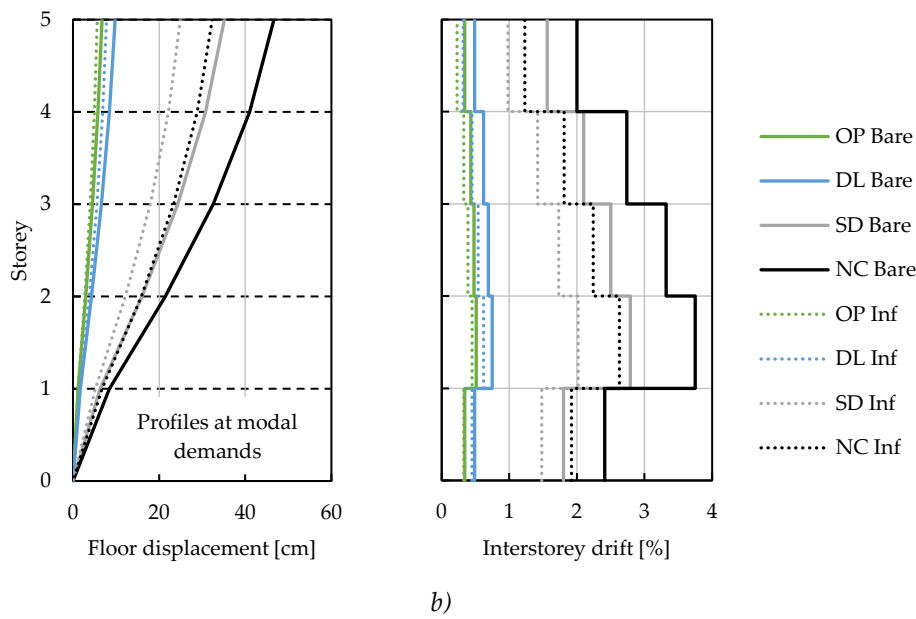 5
4
3
2
1
0
Storey
Profiles at modal
demands
0 20 40 60
Floor displacement [cm]
0 1 2 3 4
Interstorey drift [%]
OP Bare
DL Bare
SD Bare
NC Bare
OP Inf
DL Inf
SD Inf
NC Inf
b)